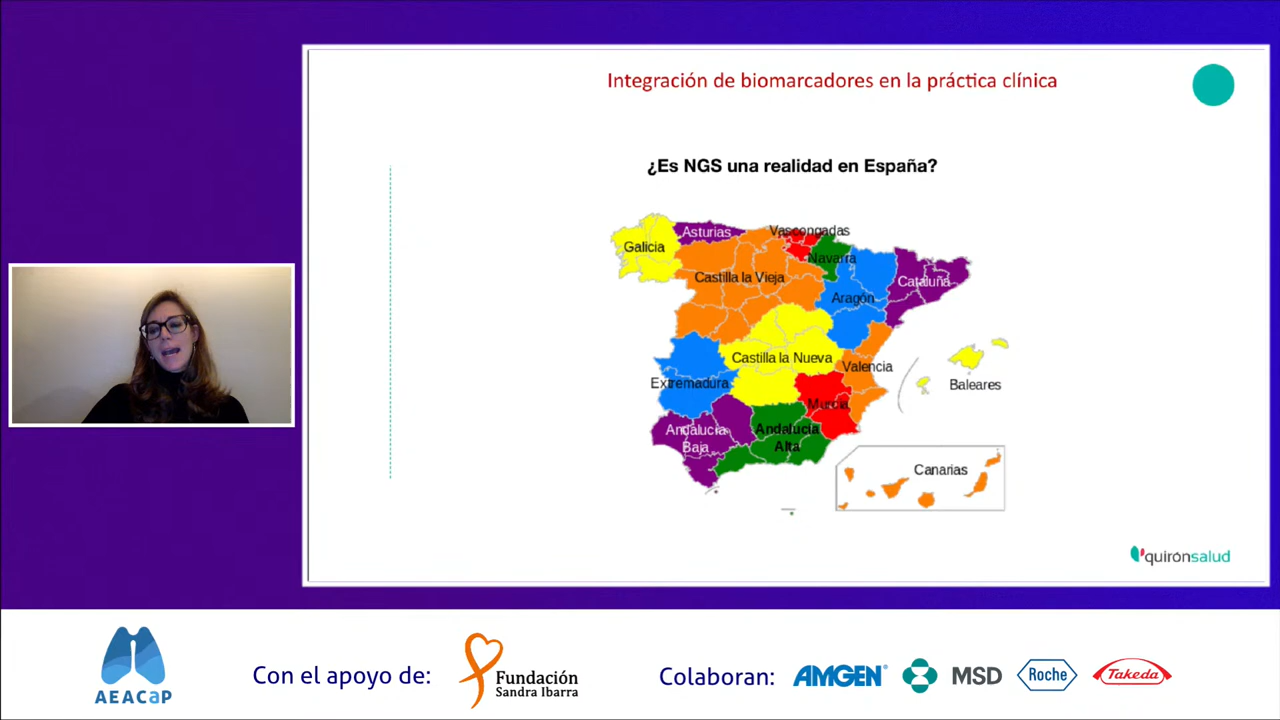 Integración de biomarcadores en la práctica clínica
¿Es NGS una realidad en España?
Asturias
Vascongadas
Galicia
Navarra
Castilla la Vieja
Cataluña
Aragón
Castilla la Nueva
Valencia
Baleares
Extremadura
Murcia
Andalucía
Baja
Andalucía
Alta
Canarias
quirónsalud
AEACaP
Con el apoyo de:
Fundación
Sandra Ibarra
Colaboran:
AMGEN®
MSD
Roche
Takeda